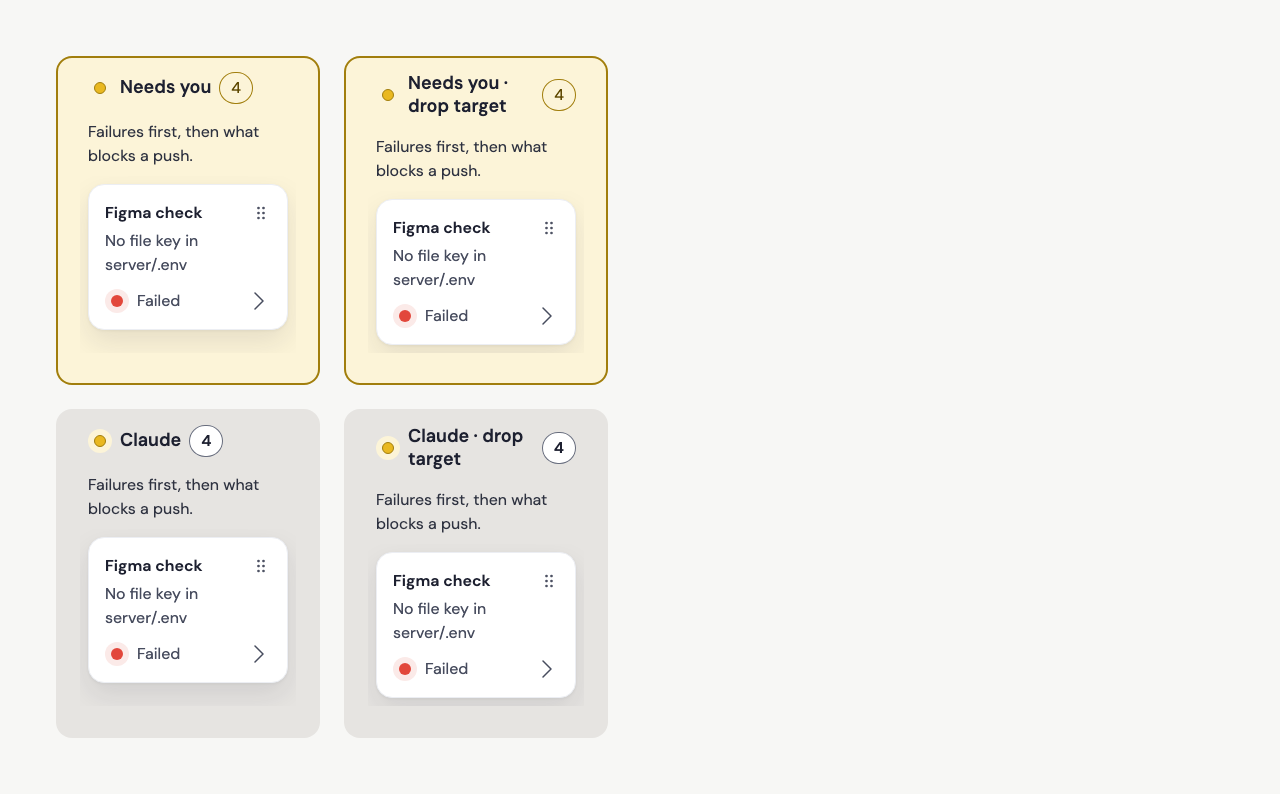 Needs you 4
Failures first, then what
blocks a push.
Figma check
No file key in
server/.env
Failed
Needs you ·
drop target
4
Failures first, then what
blocks a push.
Figma check
No file key in
server/.env
Failed
Claude 4
Failures first, then what
blocks a push.
Figma check
No file key in
server/.env
Failed
Claude · drop
target
4
Failures first, then what
blocks a push.
Figma check
No file key in
server/.env
Failed